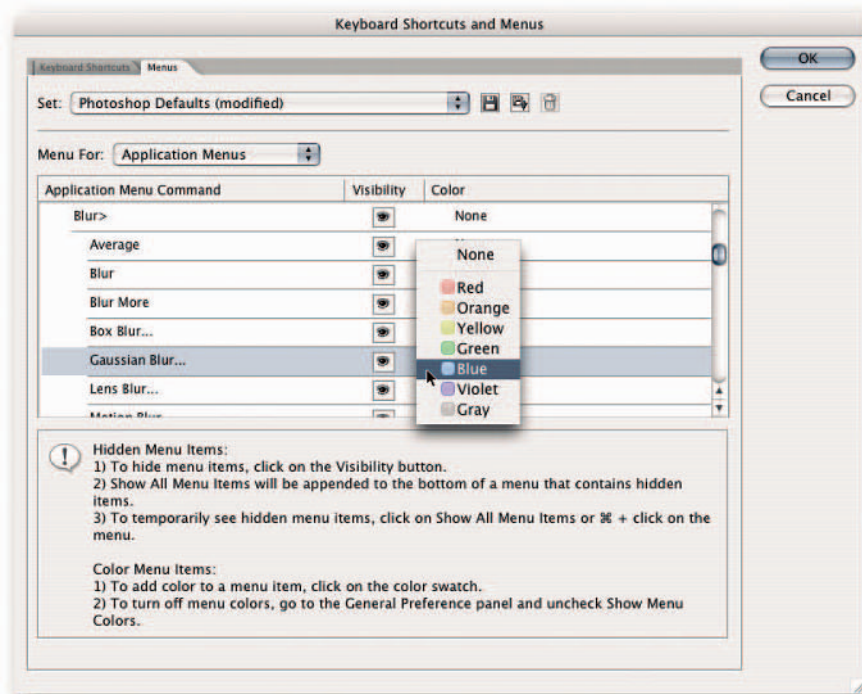 Keyboard Shortcuts and Menus
Keyboard Shortcuts Menus
OK
Set: Photoshop Defaults (modified)
Cancel
Menu For: Application Menus
Application Menu Command Visibility Color
Blur> None
Average
None
Blur
Red
Blur More
Orange
Yellow
Box Blur...
Green
Gaussian Blur...
Blue
Lens Blur...
Violet
Gray
Motion Blur
Hidden Menu Items:
1) To hide menu items, click on the Visibility button.
2) Show All Menu Items will be appended to the bottom of a menu that contains hidden
items.
3) To temporarily see hidden menu items, click on Show All Menu Items or ⌘ + click on the
menu.
Color Menu Items:
1) To add color to a menu item, click on the color swatch.
2) To turn off menu colors, go to the General Preference panel and uncheck Show Menu
Colors.